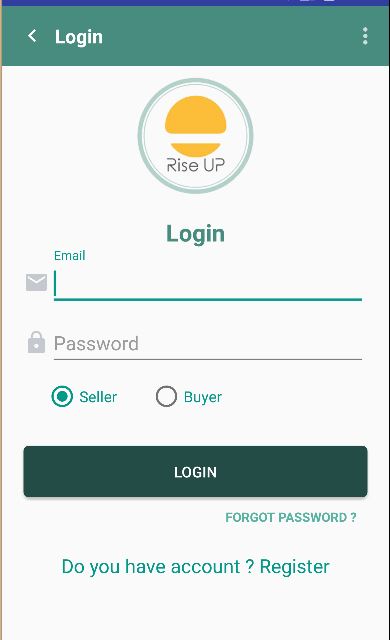 Login
Rise UP
Login
Email
Password
Seller Buyer
LOGIN
FORGOT PASSWORD ?
Do you have account ? Register